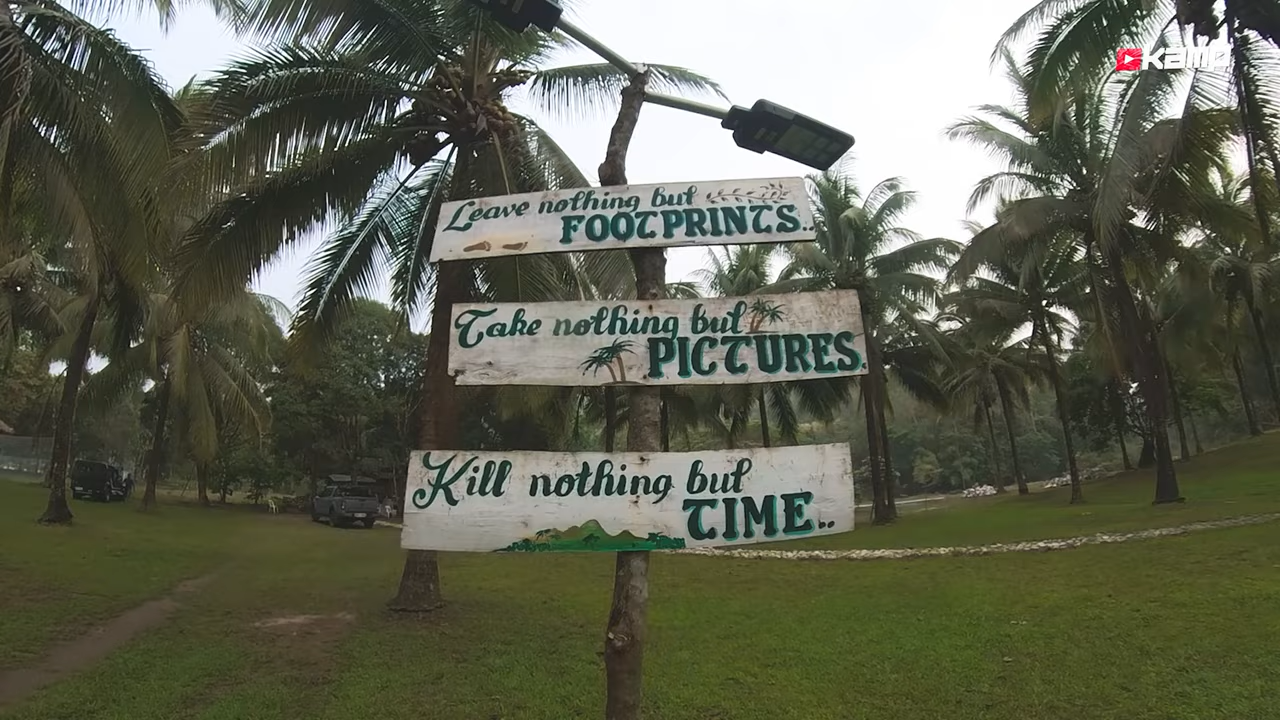 KAMP
Leave nothing but
FOOTPRINTS..
Take nothing but
PICTURES.
Kill nothing but
TIME..